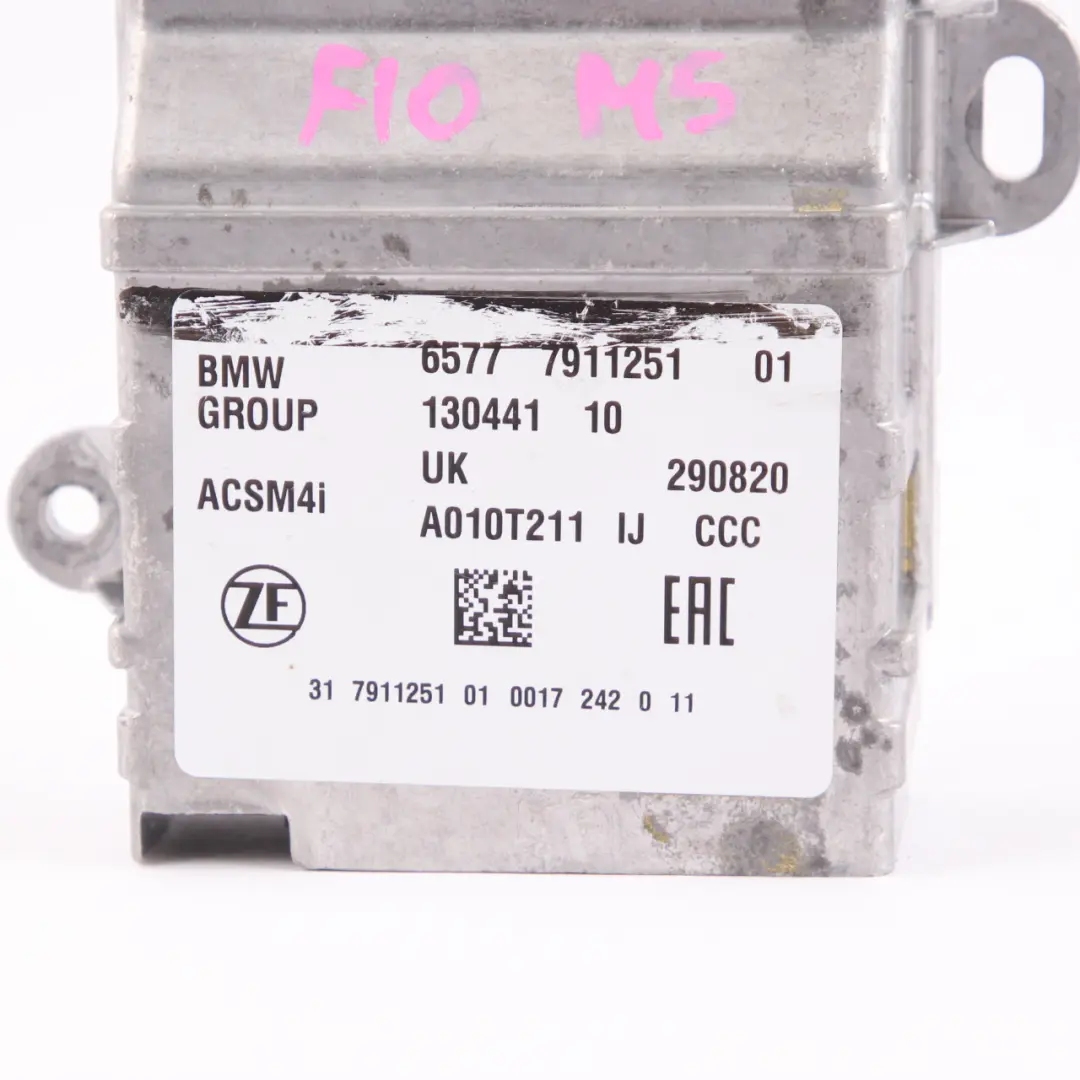 F10 M5
BMW GROUP
6577 7911251 01
130441 10
UK 290820
ACSM4i
A010T211 IJ CCC
ZF
EAC
31 7911251 01 0017 242 0 11